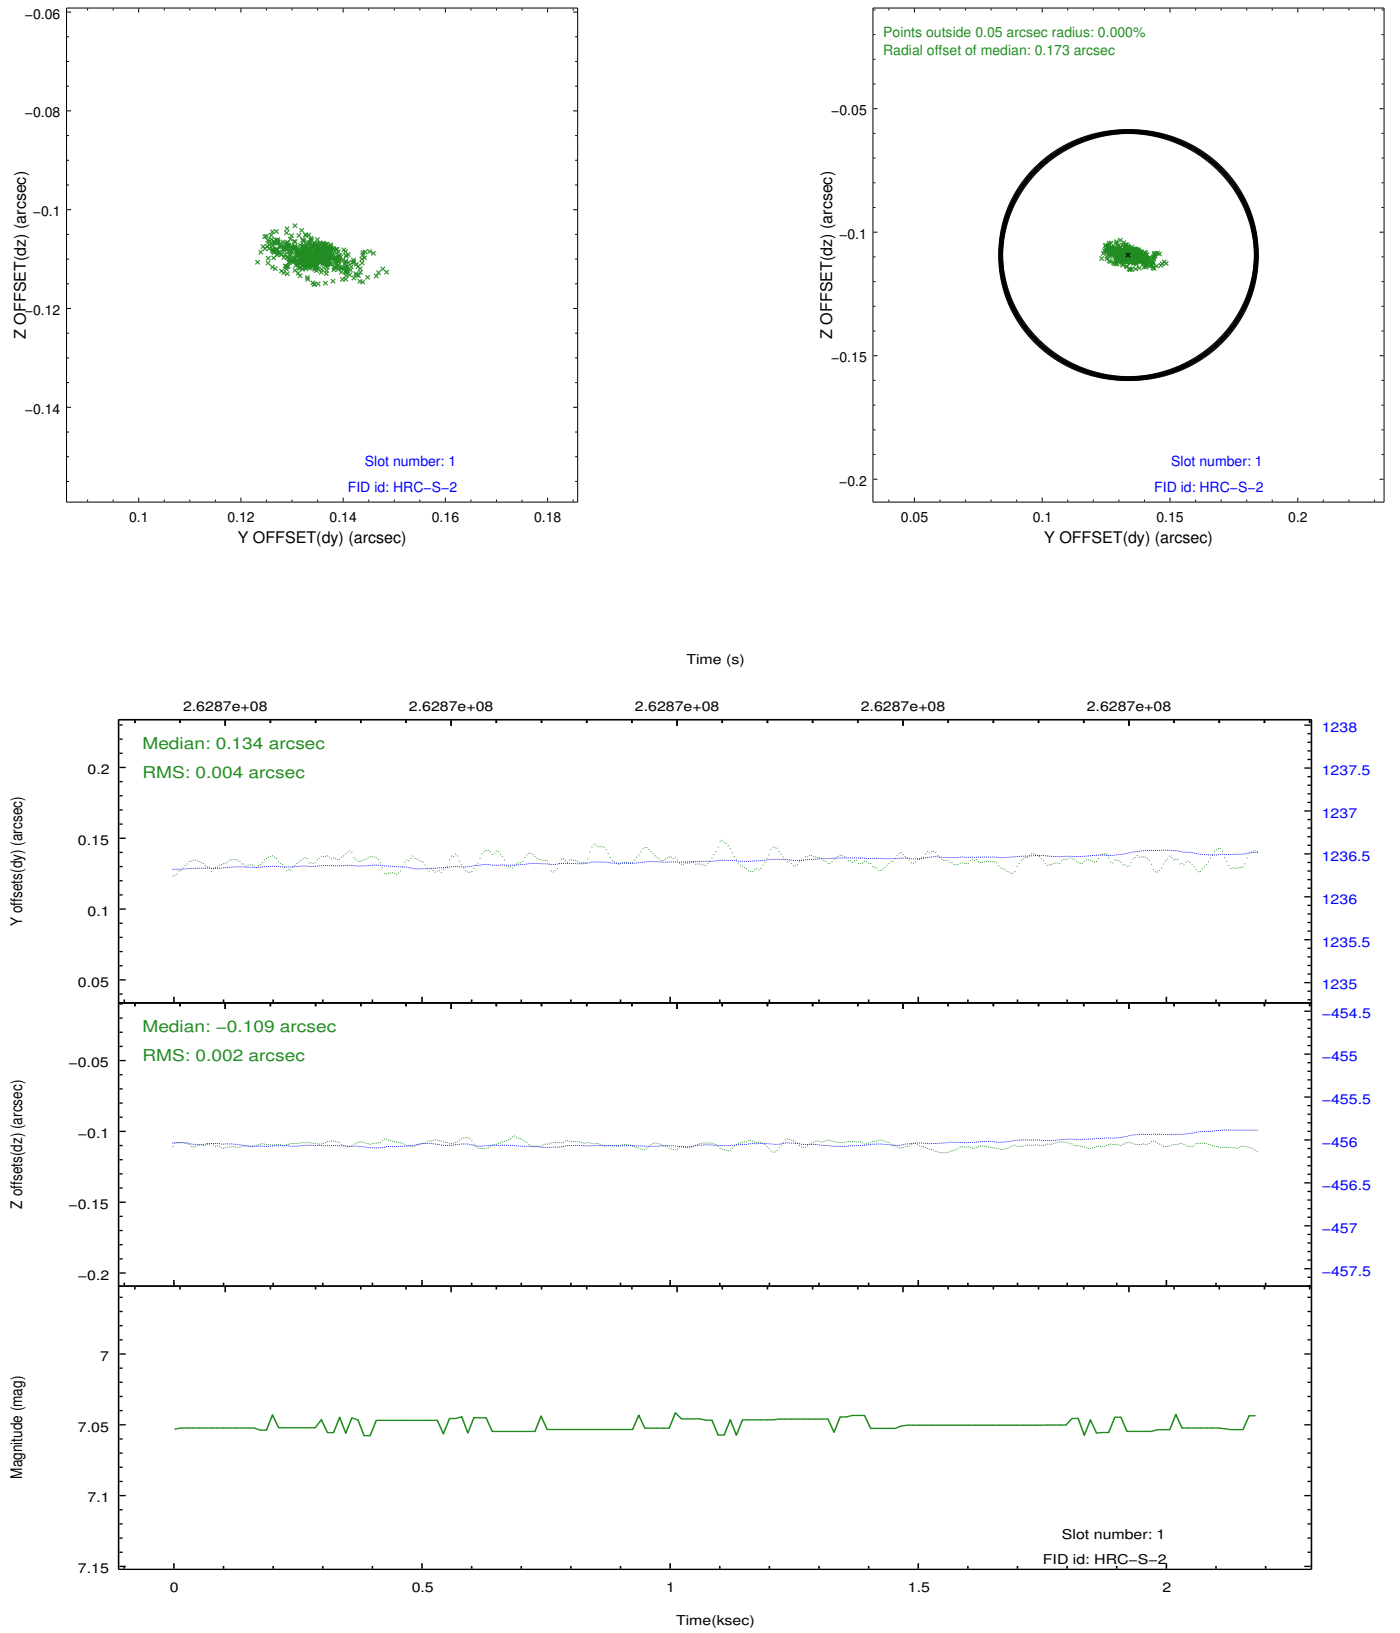 −0.06
−0.08
−0.1
−0.12
−0.14
Z OFFSET(dz) (arcsec)
Slot number: 1
FID id: HRC−S−2
0.1 0.12 0.14 0.16 0.18
Y OFFSET(dy) (arcsec)
Points outside 0.05 arcsec radius: 0.000%
Radial offset of median: 0.173 arcsec
−0.05
−0.1
−0.15
−0.2
Z OFFSET(dz) (arcsec)
Slot number: 1
FID id: HRC−S−2
0.05 0.1 0.15 0.2
Y OFFSET(dy) (arcsec)
Time (s)
2.6287e+08 2.6287e+08 2.6287e+08 2.6287e+08 2.6287e+08
Median: 0.134 arcsec
RMS: 0.004 arcsec
Y offsets(dy) (arcsec)
0.2
0.15
0.1
0.05
1238
1237.5
1237
1236.5
1236
1235.5
1235
Median: −0.109 arcsec
RMS: 0.002 arcsec
Z offsets(dz) (arcsec)
−0.05
−0.1
−0.15
−0.2
−454.5
−455
−455.5
−456
−456.5
−457
−457.5
Magnitude (mag)
7
7.05
7.1
7.15
Slot number: 1
FID id: HRC−S−2
0 0.5 1 1.5 2
Time(ksec)